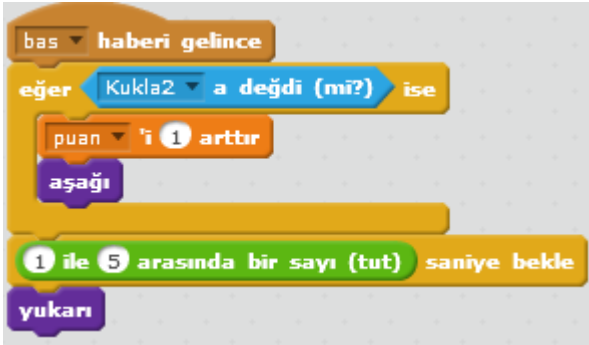 bas haberi gelince
eğer Kukla2 a değdi (mi?) ise
puan 'i 1 arttır
aşağı
1 ile 5 arasında bir sayı (tut) saniye bekle
yukarı